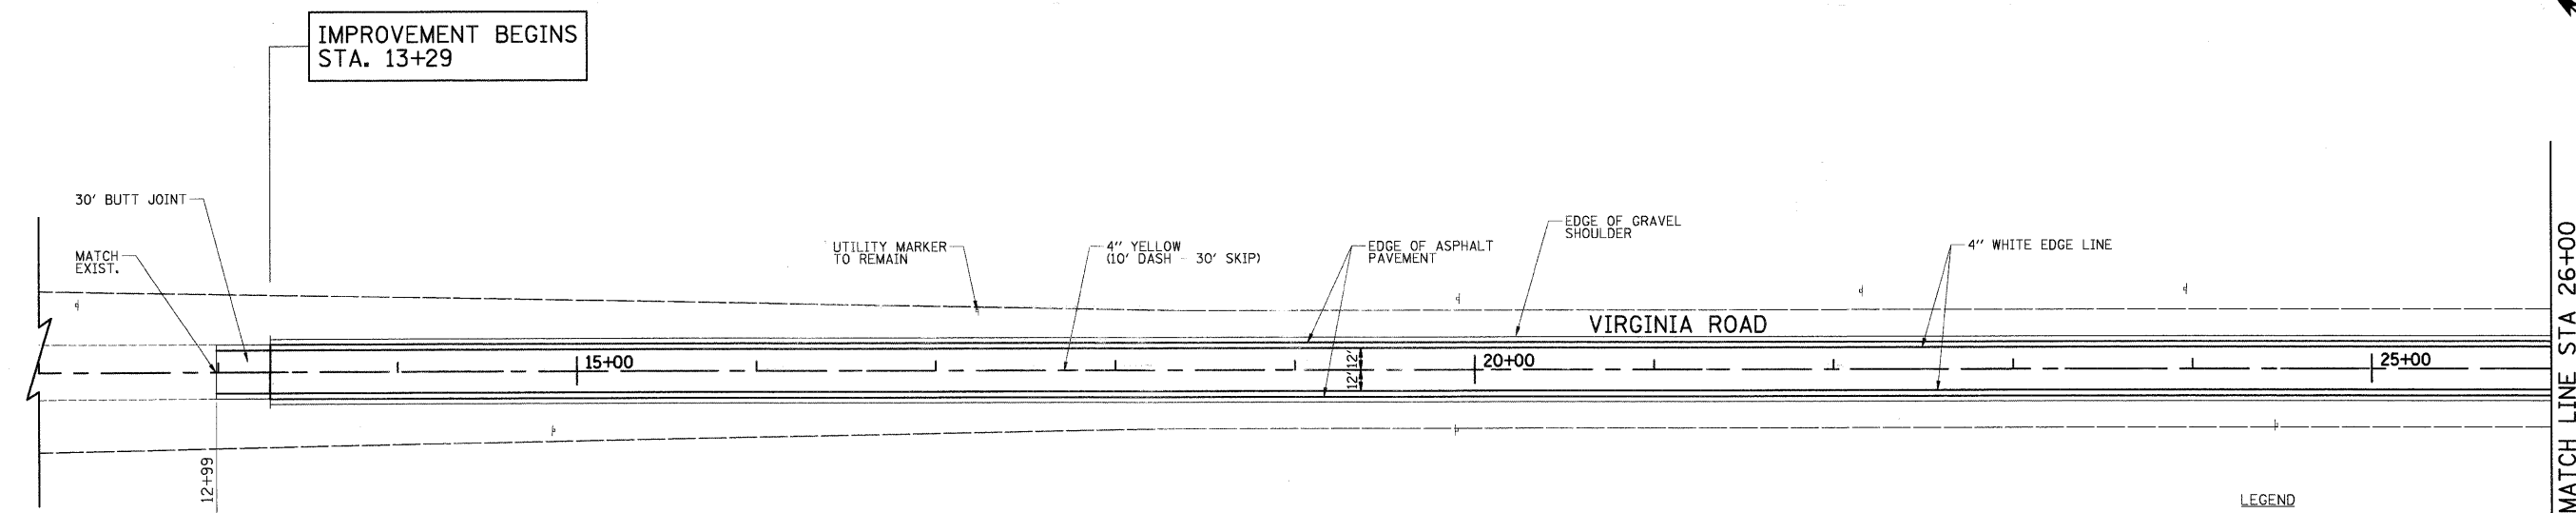 IMPROVEMENT BEGINS
STA. 13+29
30' BUTT JOINT
MATCH
EXIST.
UTILITY MARKER
TO REMAIN
4" YELLOW
(10' DASH - 30' SKIP)
EDGE OF ASPHALT
PAVEMENT
EDGE OF GRAVEL
SHOULDER
4" WHITE EDGE LINE
VIRGINIA ROAD
15+00
12'
12'
20+00
25+00
12+99
MATCH LINE STA 26+00
LEGEND